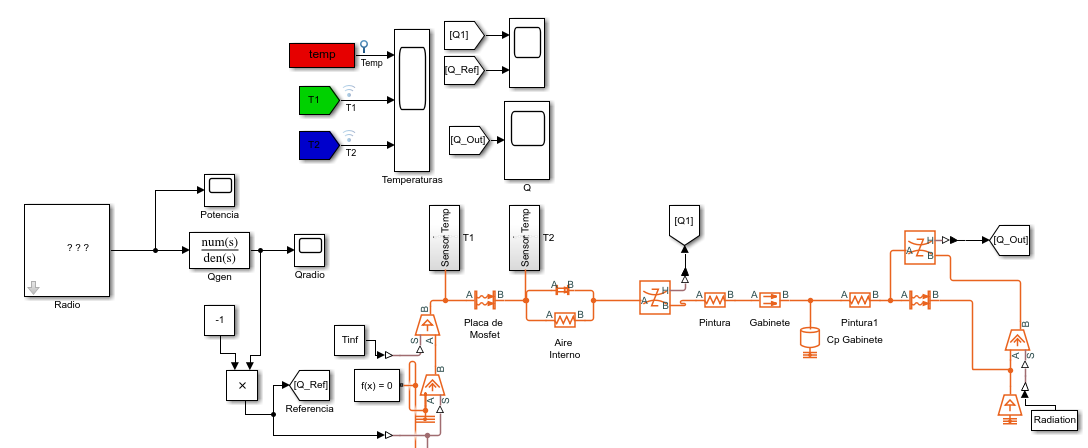 [Q1]
temp
Temp
[Q_Ref]
T1
T1
[Q_Out]
T2
T2
Temperaturas
Q
Potencia
? ? ?
num(s)
den(s)
Qgen
Qradio
Radio
Sensor Temp
T1
Sensor Temp
T2
[Q1]
H
A
B
H
A
B
[Q_Out]
A
B
A
B
A
B
Placa de
Mosfet
Aire
Interno
A
B
Pintura
A
B
Gabinete
Cp Gabinete
A
B
Pintura1
A
B
-1
Tinf
B
S
A
f(x) = 0
B
A
S
×
[Q_Ref]
Referencia
B
A
S
Radiation